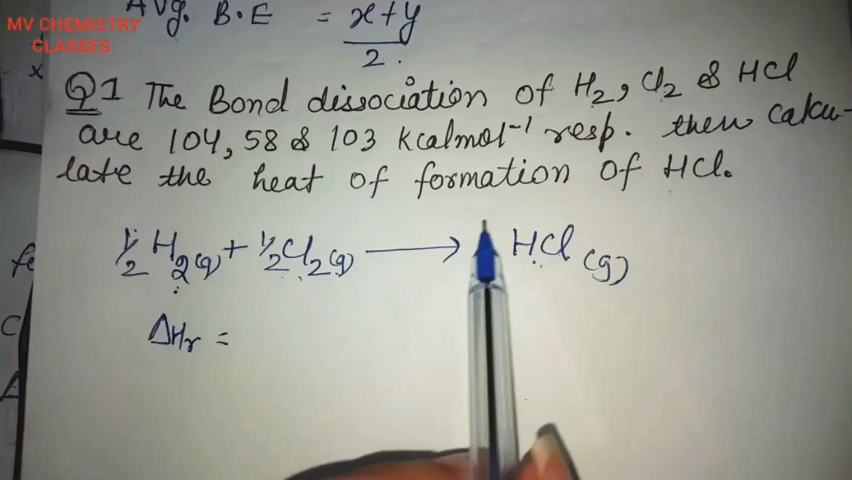 MV CHEMISTRY
CLASSES
Avg. B.E = x+y
2.
x
Q1 The Bond dissociation of H2, Cl2 & HCl
are 104, 58 & 103 kcalmol-1 resp. then calcu-
late the heat of formation of HCl.
1/2 H2(g) + 1/2 Cl2(g) ⟶ HCl (g)
ΔHr =
C
A